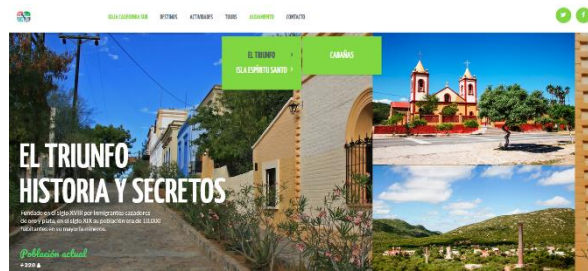 BAJA CALIFORNIA SUR DESTINOS ACTIVIDADES TOURS ALOJAMIENTO CONTACTO
EL TRIUNFO
CABAÑAS
ISLA ESPÍRITU SANTO
EL TRIUNFO
HISTORIA Y SECRETOS
Fundado en el siglo XVIII por inmigrantes cazadores
de oro y plata, en el siglo XIX su población era de 10,000
habitantes en su mayoría mineros.
Población actual
+220